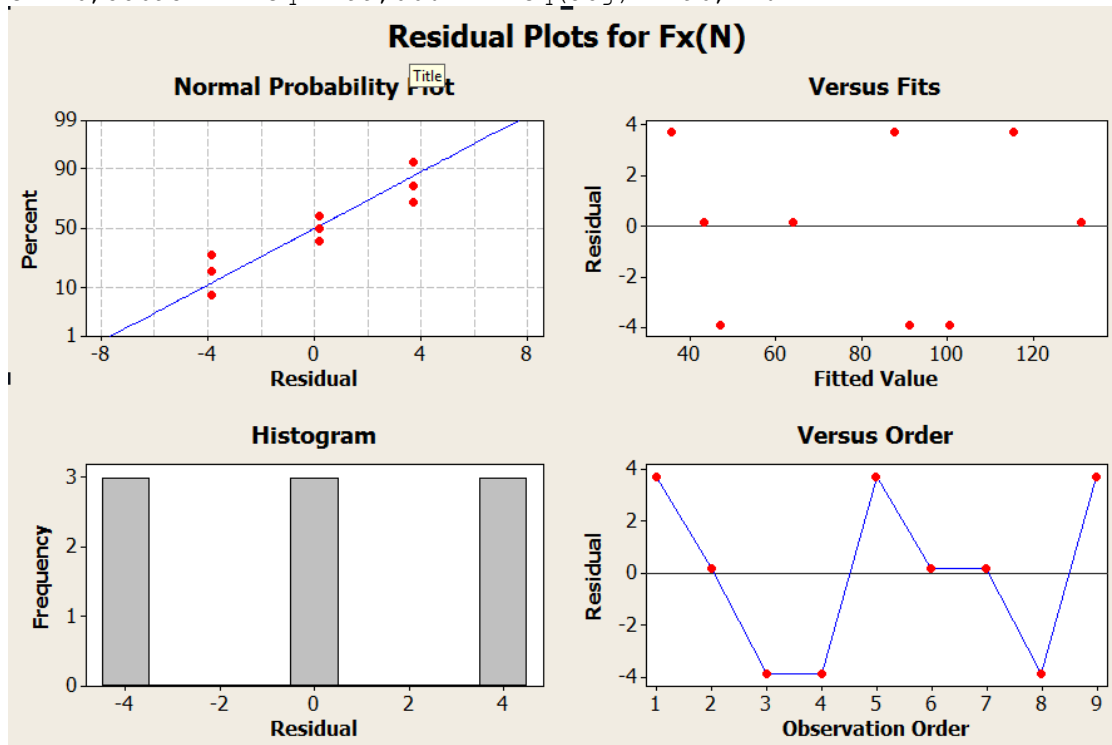 Residual Plots for Fx(N)
Title
Normal Probability Plot
99
90
50
10
1
Percent
-8 -4 0 4 8
Residual
Versus Fits
4
2
0
-2
-4
Residual
40 60 80 100 120
Fitted Value
Histogram
3
2
1
0
Frequency
-4 -2 0 2 4
Residual
Versus Order
4
2
0
-2
-4
Residual
1 2 3 4 5 6 7 8 9
Observation Order